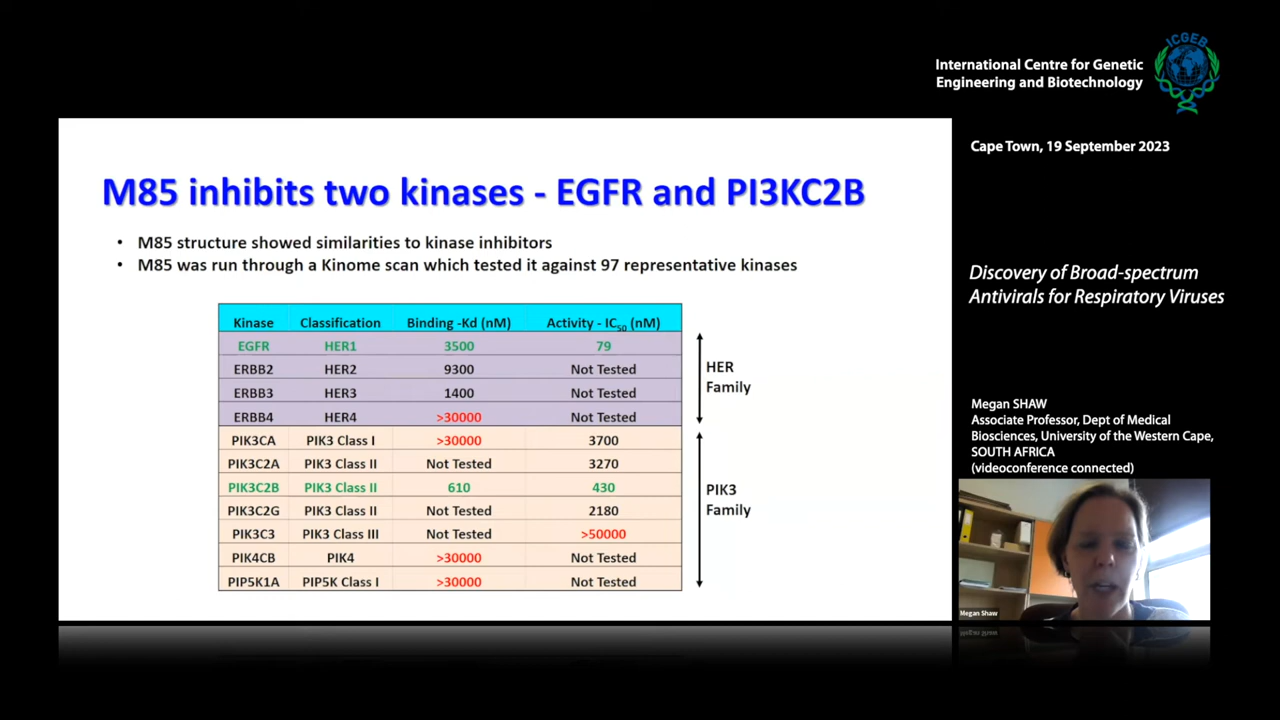 ICGEB
International Centre for Genetic
Engineering and Biotechnology
Cape Town, 19 September 2023
M85 inhibits two kinases - EGFR and PI3KC2B
• M85 structure showed similarities to kinase inhibitors
• M85 was run through a Kinome scan which tested it against 97 representative kinases
Kinase Classification Binding -Kd (nM) Activity - IC50 (nM)
EGFR HER1 3500 79
ERBB2 HER2 9300 Not Tested
ERBB3 HER3 1400 Not Tested
ERBB4 HER4 >30000 Not Tested
PIK3CA PIK3 Class I >30000 3700
PIK3C2A PIK3 Class II Not Tested 3270
PIK3C2B PIK3 Class II 610 430
PIK3C2G PIK3 Class II Not Tested 2180
PIK3C3 PIK3 Class III Not Tested >50000
PIK4CB PIK4 >30000 Not Tested
PIP5K1A PIP5K Class I >30000 Not Tested
HER
Family
PIK3
Family
Discovery of Broad-spectrum
Antivirals for Respiratory Viruses
Megan SHAW
Associate Professor, Dept of Medical
Biosciences, University of the Western Cape,
SOUTH AFRICA
(videoconference connected)
Megan Shaw